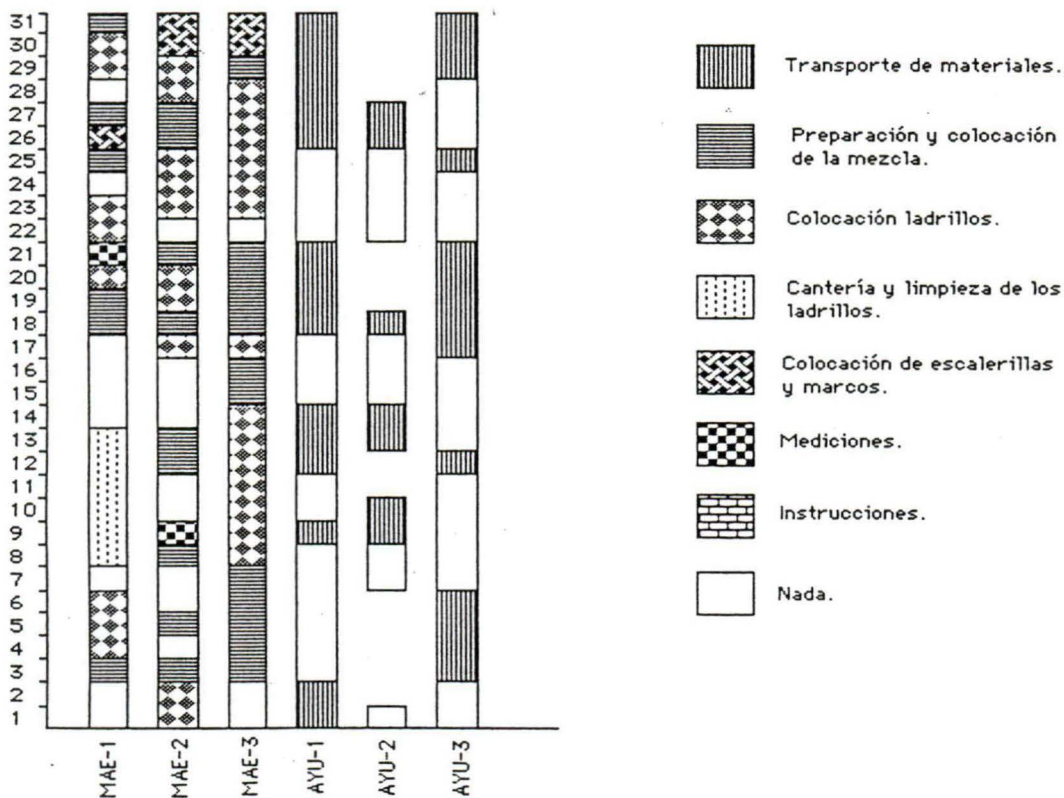 31
30
29
28
27
26
25
24
23
22
21
20
19
18
17
16
15
14
13
12
11
10
9
8
7
6
5
4
3
2
1
MAE-1
MAE-2
MAE-3
AYU-1
AYU-2
AYU-3
Transporte de materiales.
Preparación y colocación
de la mezcla.
Colocación ladrillos.
Cantería y limpieza de los
ladrillos.
Colocación de escalerillas
y marcos.
Mediciones.
Instrucciones.
Nada.